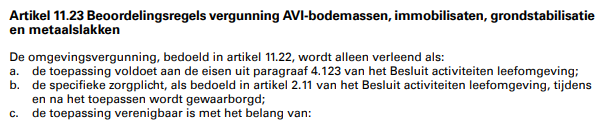 Artikel 11.23 Beoordelingsregels vergunning AVI-bodemassen, immobilisaten, grondstabilisatie
en metaalslakken
De omgevingsvergunning, bedoeld in artikel 11.22, wordt alleen verleend als:
a. de toepassing voldoet aan de eisen uit paragraaf 4.123 van het Besluit activiteiten leefomgeving;
b. de specifieke zorgplicht, als bedoeld in artikel 2.11 van het Besluit activiteiten leefomgeving, tijdens
en na het toepassen wordt gewaarborgd;
c. de toepassing verenigbaar is met het belang van: